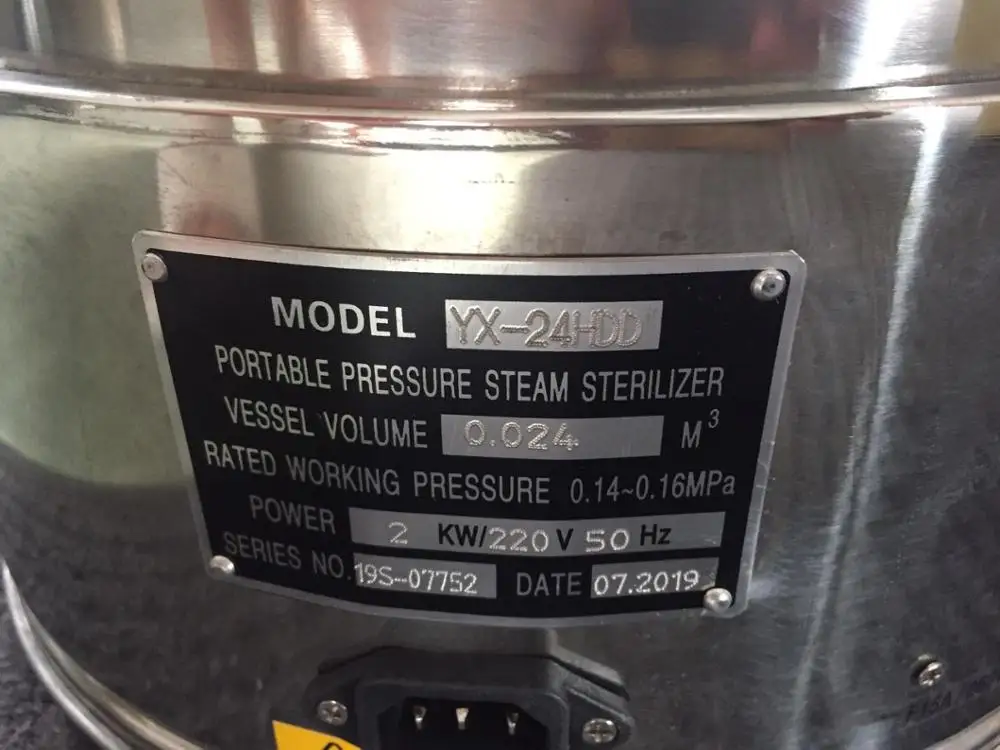 MODEL YX-24HDD
PORTABLE PRESSURE STEAM STERILIZER
VESSEL VOLUME 0.024 M³
RATED WORKING PRESSURE 0.14~0.16MPa
POWER 2 KW/220 V 50 Hz
SERIES NO. 19S-07752 DATE 07.2019
F15A